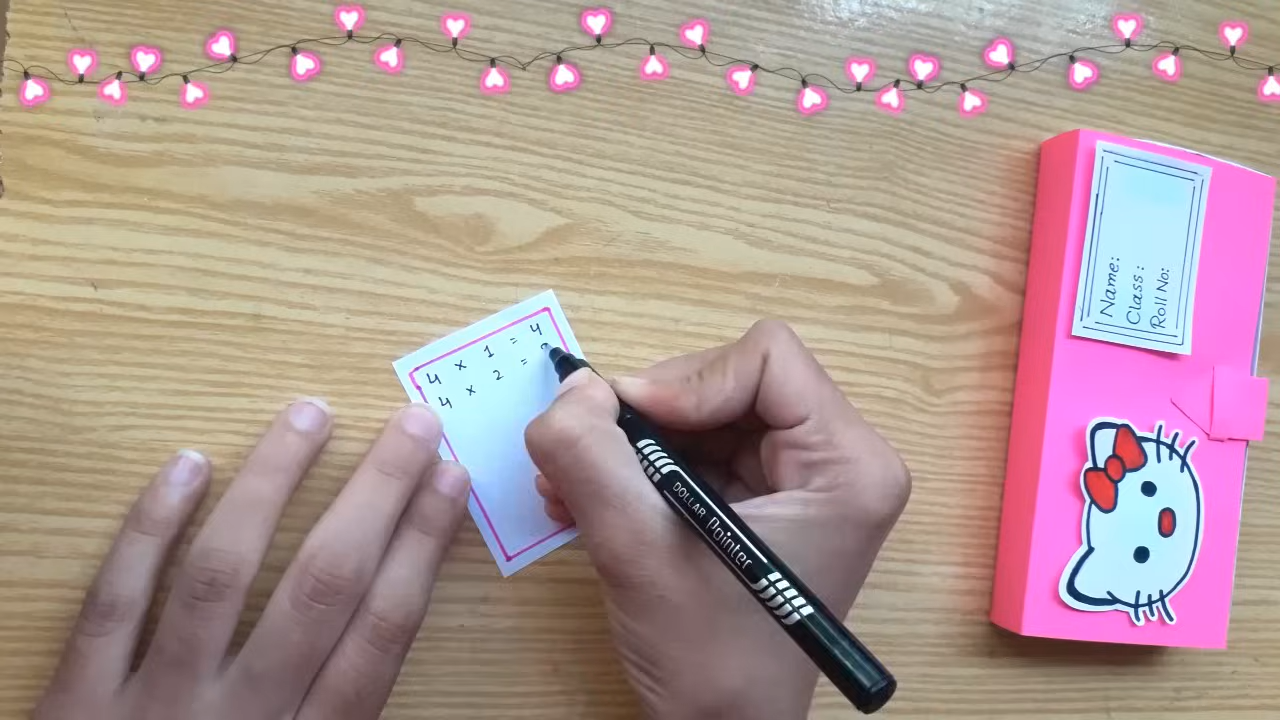 4 × 1 = 4
4 × 2 =
DOLLAR Pointer
Name:
Class:
Roll No: